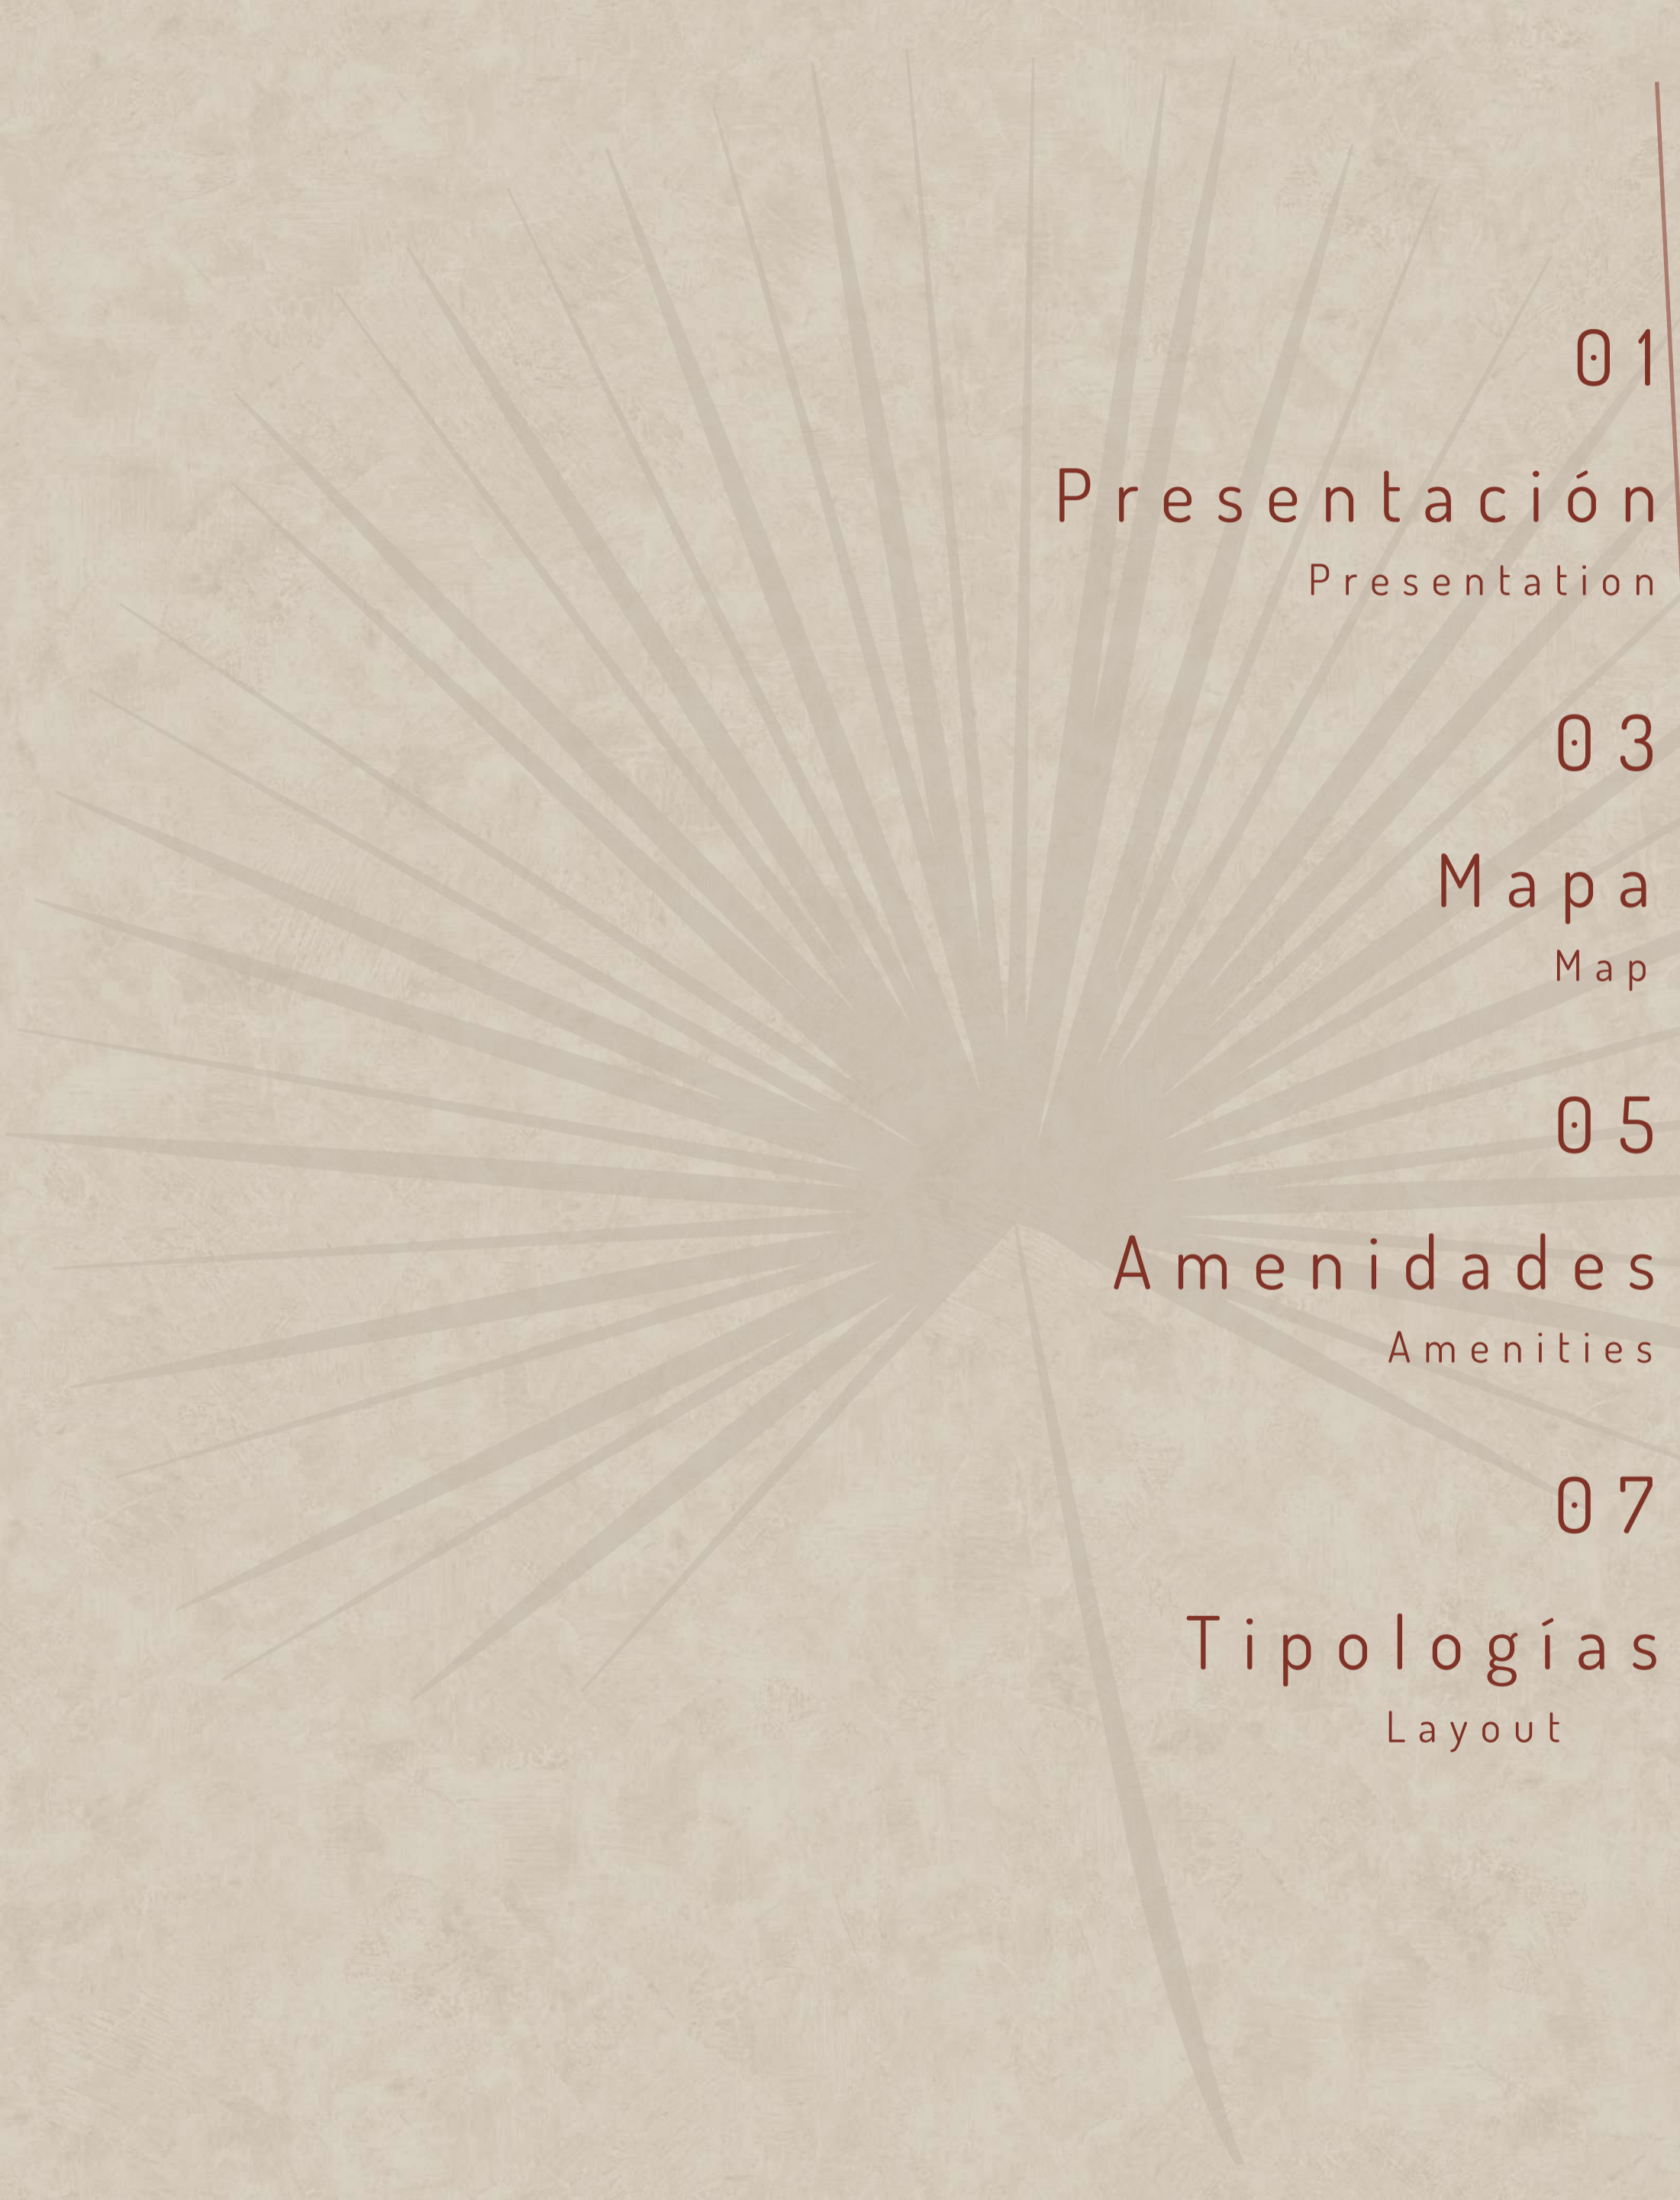 01
Presentación
Presentation
03
Mapa
Map
05
Amenidades
Amenities
07
Tipologías
Layout